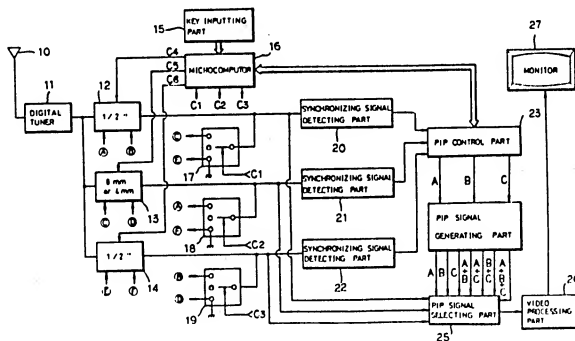 15
KEY INPUTTING PART
16
27
10
C4
C5
C6
MICROCOMPUTOR
MONITOR
11
12
C1 C2 C3
DIGITAL TUNER
1/2"
SYNCHRONIZING SIGNAL DETECTING PART
23
A B
C
E
20
PIP CONTROL PART
17
C1
8 mm or 4 mm
SYNCHRONIZING SIGNAL DETECTING PART
A B C
13
C D
A
F
21
18
C2
PIP SIGNAL GENERATING PART
1/2"
SYNCHRONIZING SIGNAL DETECTING PART
14
F
B
D
22
A B C A+B B+C A+C A+B+C
19
C3
PIP SIGNAL SELECTING PART
VIDEO PROCESSING PART
25